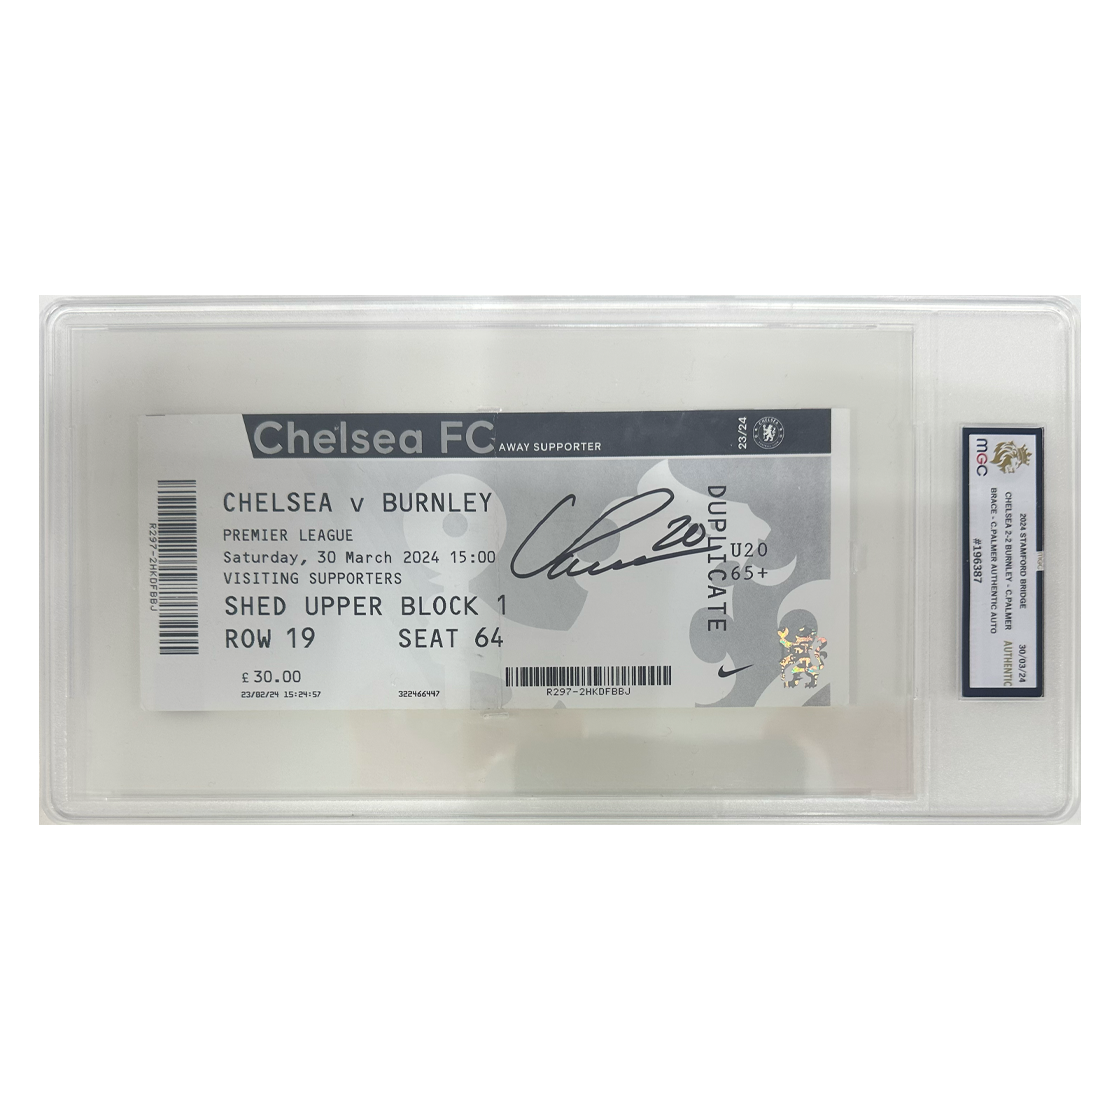 Chelsea FC
AWAY SUPPORTER
23/24
CHELSEA v BURNLEY
PREMIER LEAGUE
Saturday, 30 March 2024 15:00
VISITING SUPPORTERS
SHED UPPER BLOCK 1
ROW 19 SEAT 64
£ 30.00
23/02/24 15:24:57 322466447
R297-2HKDFBBJ
20
DUPLICATE
U20
65+
R297-2HKDFBBJ
MGC
2024 STAMFORD BRIDGE 30/03/24
CHELSEA 2-2 BURNLEY - C.PALMER AUTHENTIC
BRACE - C.PALMER AUTHENTIC AUTO
#196387